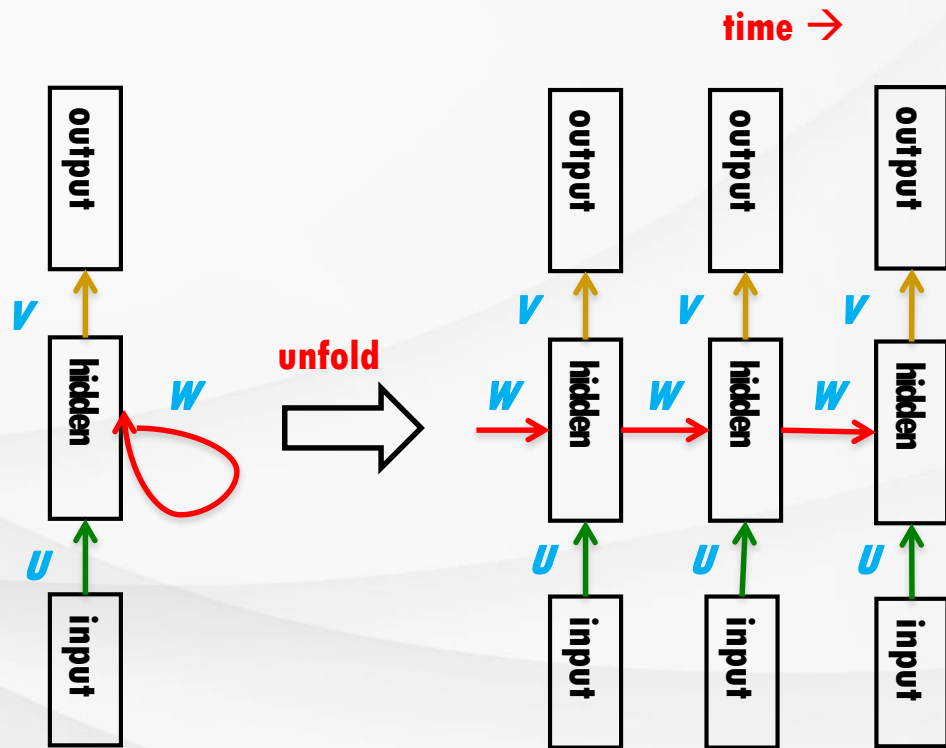 time →
output
output
output
output
V
V
V
V
unfold
hidden
W
W
hidden
W
hidden
W
hidden
U
U
U
U
input
input
input
input